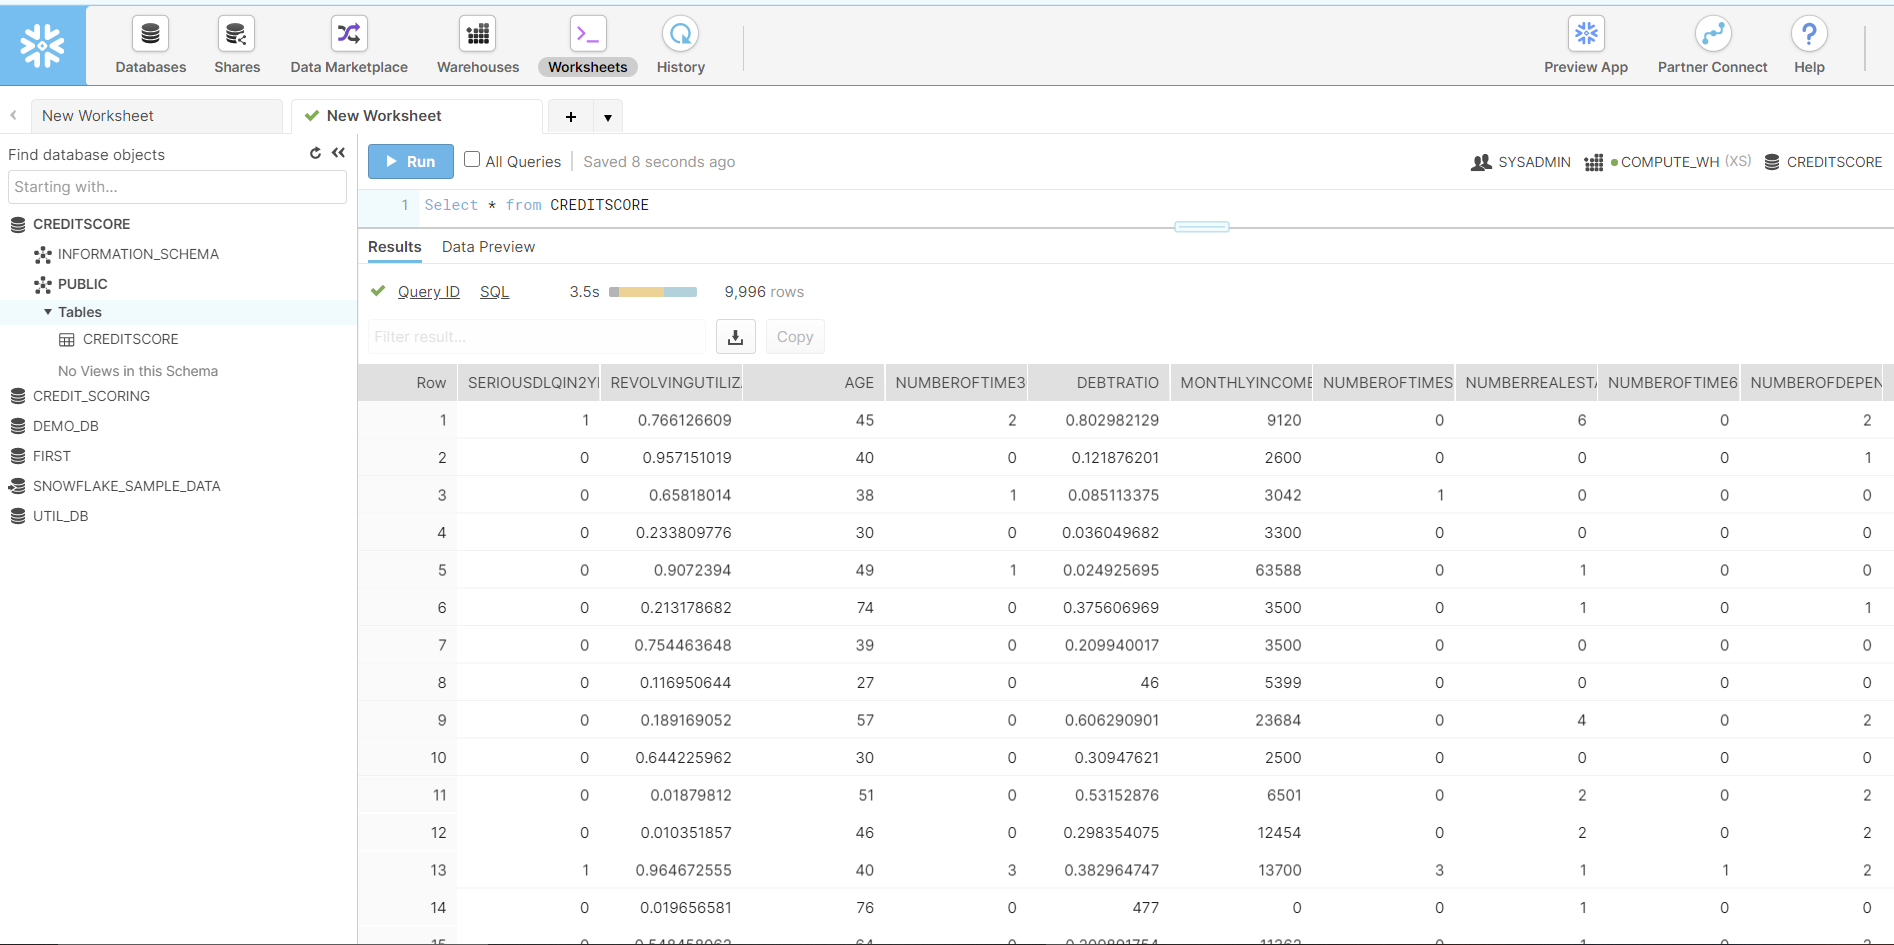 Databases Shares Data Marketplace Warehouses Worksheets History Preview App Partner Connect Help
New Worksheet New Worksheet
Find database objects
Starting with...
CREDITSCORE
INFORMATION_SCHEMA
PUBLIC
Tables
CREDITSCORE
No Views in this Schema
CREDIT_SCORING
DEMO_DB
FIRST
SNOWFLAKE_SAMPLE_DATA
UTIL_DB
Run All Queries Saved 8 seconds ago SYSADMIN COMPUTE_WH (XS) CREDITSCORE
1 Select * from CREDITSCORE
Results Data Preview
Query ID SQL 3.5s 9,996 rows
Filter result... Copy
Row SERIOUSDLQIN2YI REVOLVINGUTILIZ AGE NUMBEROFTIME3 DEBTRATIO MONTHLYINCOME NUMBEROFTIMES NUMBERREALESTA NUMBEROFTIME6 NUMBEROFDEPEN
1 1 0.766126609 45 2 0.802982129 9120 0 6 0 2
2 0 0.957151019 40 0 0.121876201 2600 0 0 0 1
3 0 0.65818014 38 1 0.085113375 3042 1 0 0 0
4 0 0.233809776 30 0 0.036049682 3300 0 0 0 0
5 0 0.9072394 49 1 0.024925695 63588 0 1 0 0
6 0 0.213178682 74 0 0.375606969 3500 0 1 0 1
7 0 0.754463648 39 0 0.209940017 3500 0 0 0 0
8 0 0.116950644 27 0 46 5399 0 0 0 0
9 0 0.189169052 57 0 0.606290901 23684 0 4 0 2
10 0 0.644225962 30 0 0.30947621 2500 0 0 0 0
11 0 0.01879812 51 0 0.53152876 6501 0 2 0 2
12 0 0.010351857 46 0 0.298354075 12454 0 2 0 2
13 1 0.964672555 40 3 0.382964747 13700 3 1 1 2
14 0 0.019656581 76 0 477 0 0 1 0 0